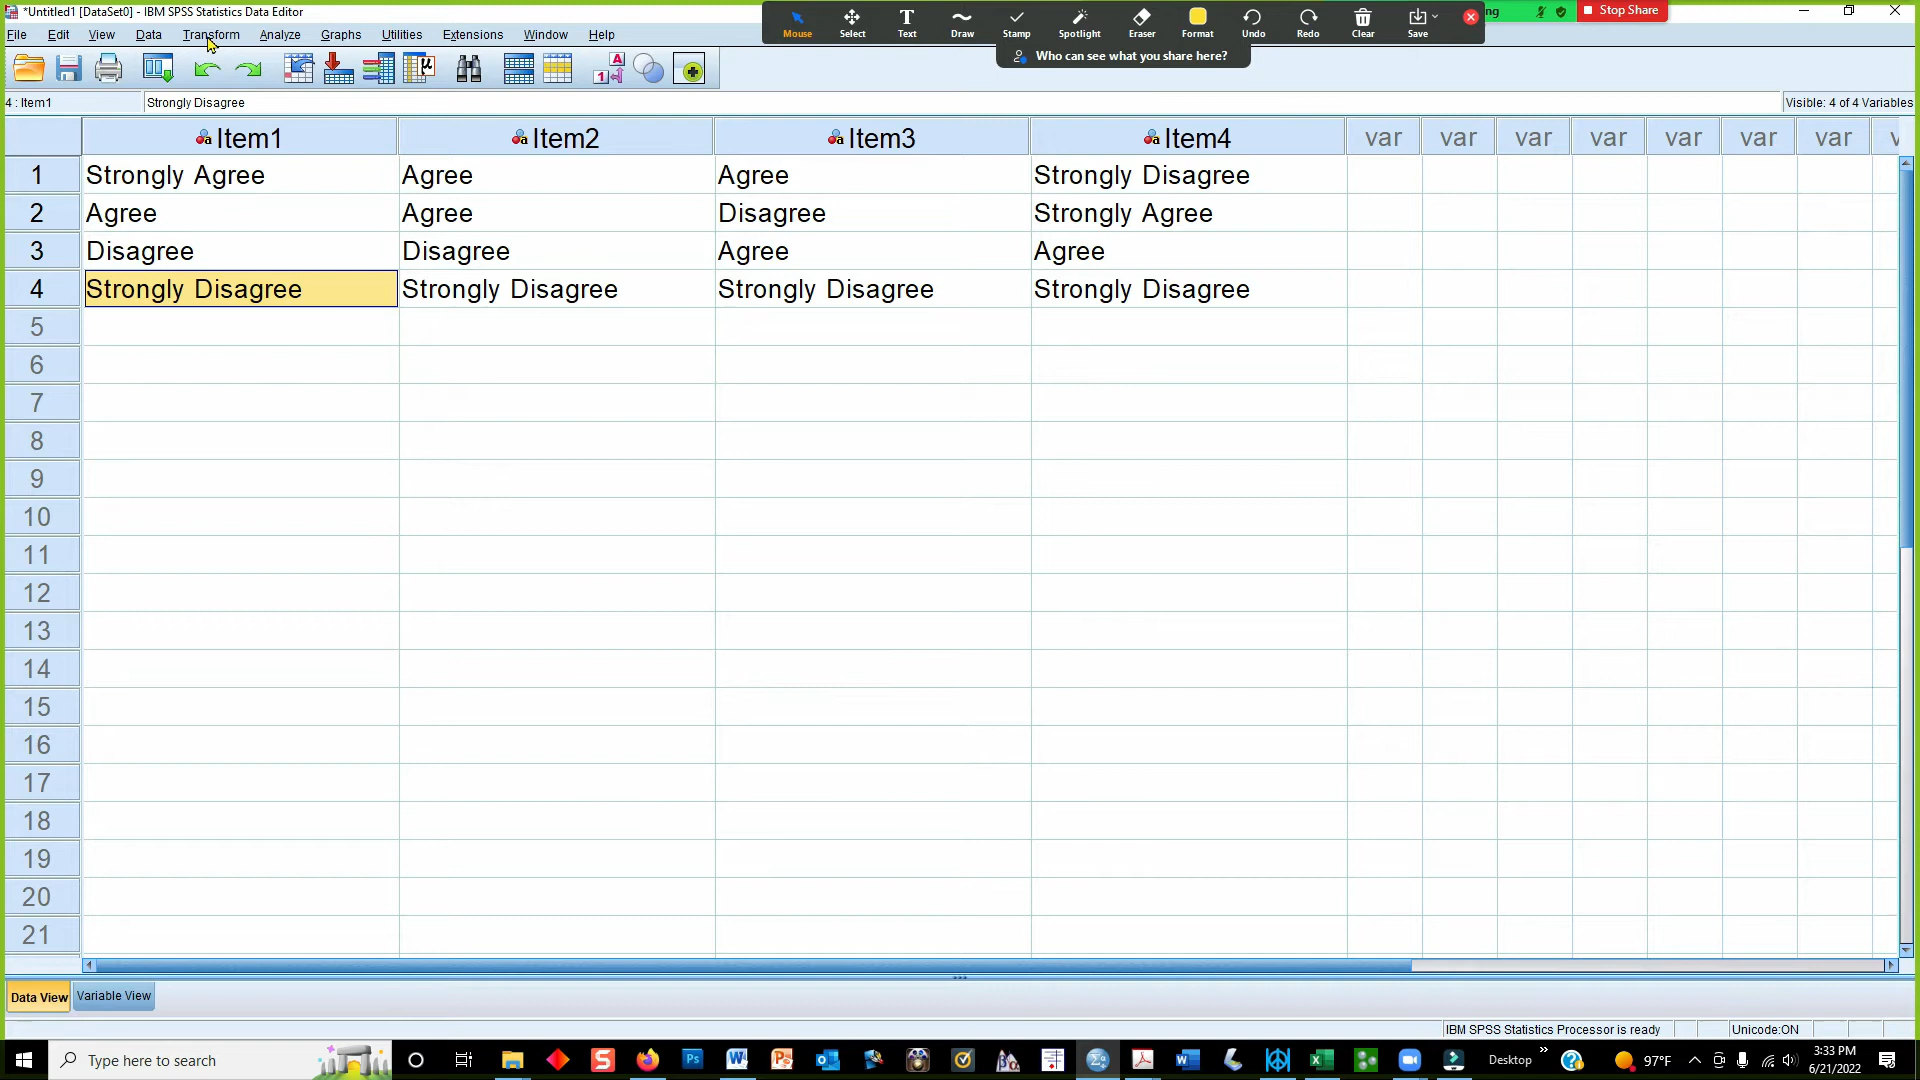 *Untitled1 [DataSet0] - IBM SPSS Statistics Data Editor
ng Stop Share
File Edit View Data Transform Analyze Graphs Utilities Extensions Window Help
Mouse Select Text Draw Stamp Spotlight Eraser Format Undo Redo Clear Save
Who can see what you share here?
4 : Item1 Strongly Disagree Visible: 4 of 4 Variables
Item1 Item2 Item3 Item4 var var var var var var var
1 Strongly Agree Agree Agree Strongly Disagree
2 Agree Agree Disagree Strongly Agree
3 Disagree Disagree Agree Agree
4 Strongly Disagree Strongly Disagree Strongly Disagree Strongly Disagree
5
6
7
8
9
10
11
12
13
14
15
16
17
18
19
20
21
Data View Variable View
IBM SPSS Statistics Processor is ready Unicode:ON
Type here to search Desktop 97°F 3:33 PM
6/21/2022